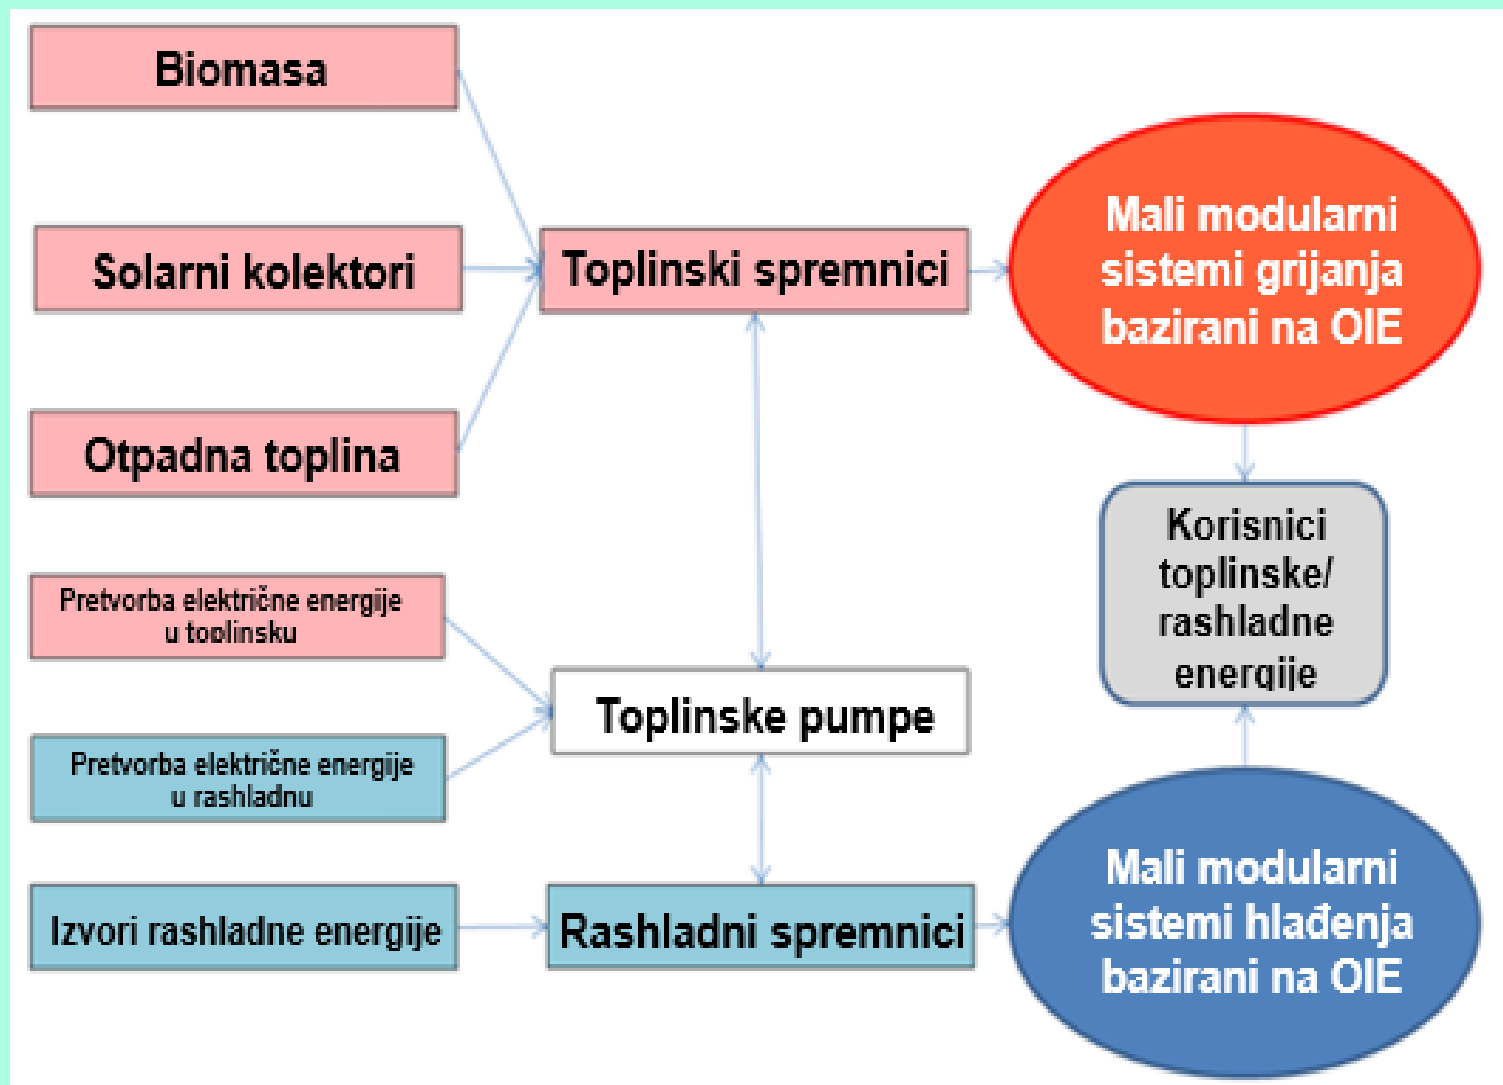 Biomasa
Solarni kolektori
Otpadna toplina
Pretvorba električne energije
u toplinsku
Pretvorba električne energije
u rashladnu
Izvori rashladne energije
Toplinski spremnici
Toplinske pumpe
Rashladni spremnici
Mali modularni
sistemi grijanja
bazirani na OIE
Korisnici
toplinske/
rashladne
energije
Mali modularni
sistemi hlađenja
bazirani na OIE